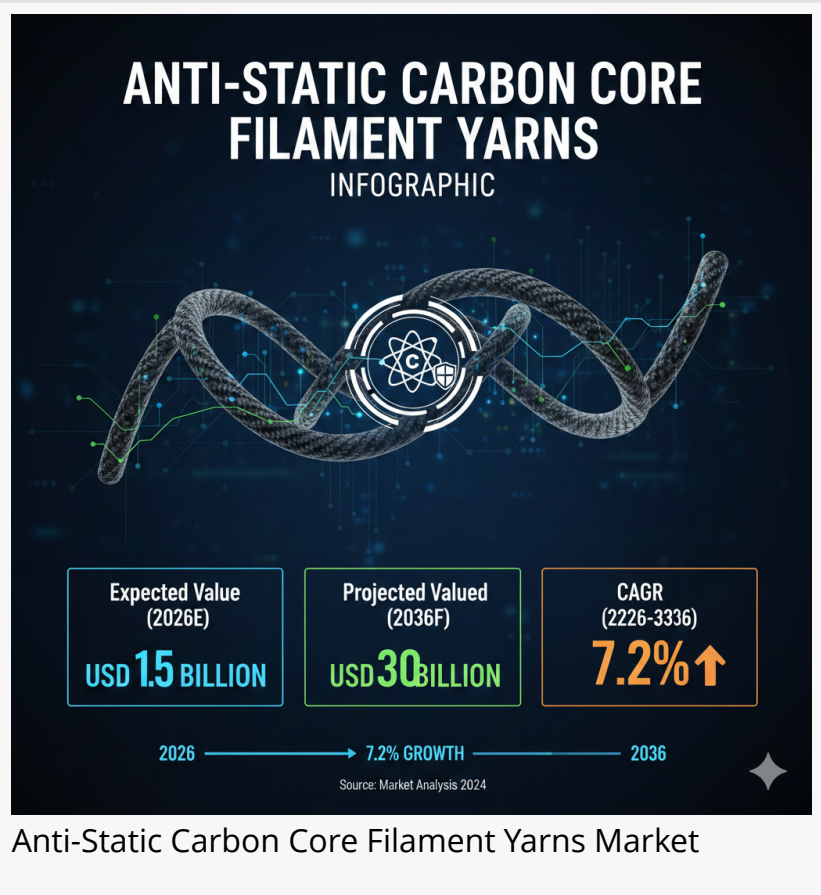 ANTI-STATIC CARBON CORE
FILAMENT YARNS
INFOGRAPHIC
C
Expected Value
(2026E)
USD 1.5 BILLION
Projected Valued
(2036F)
USD 30BILLION
CAGR
(2226-3336)
7.2%
2026
7.2% GROWTH
2036
Source: Market Analysis 2024
Anti-Static Carbon Core Filament Yarns Market